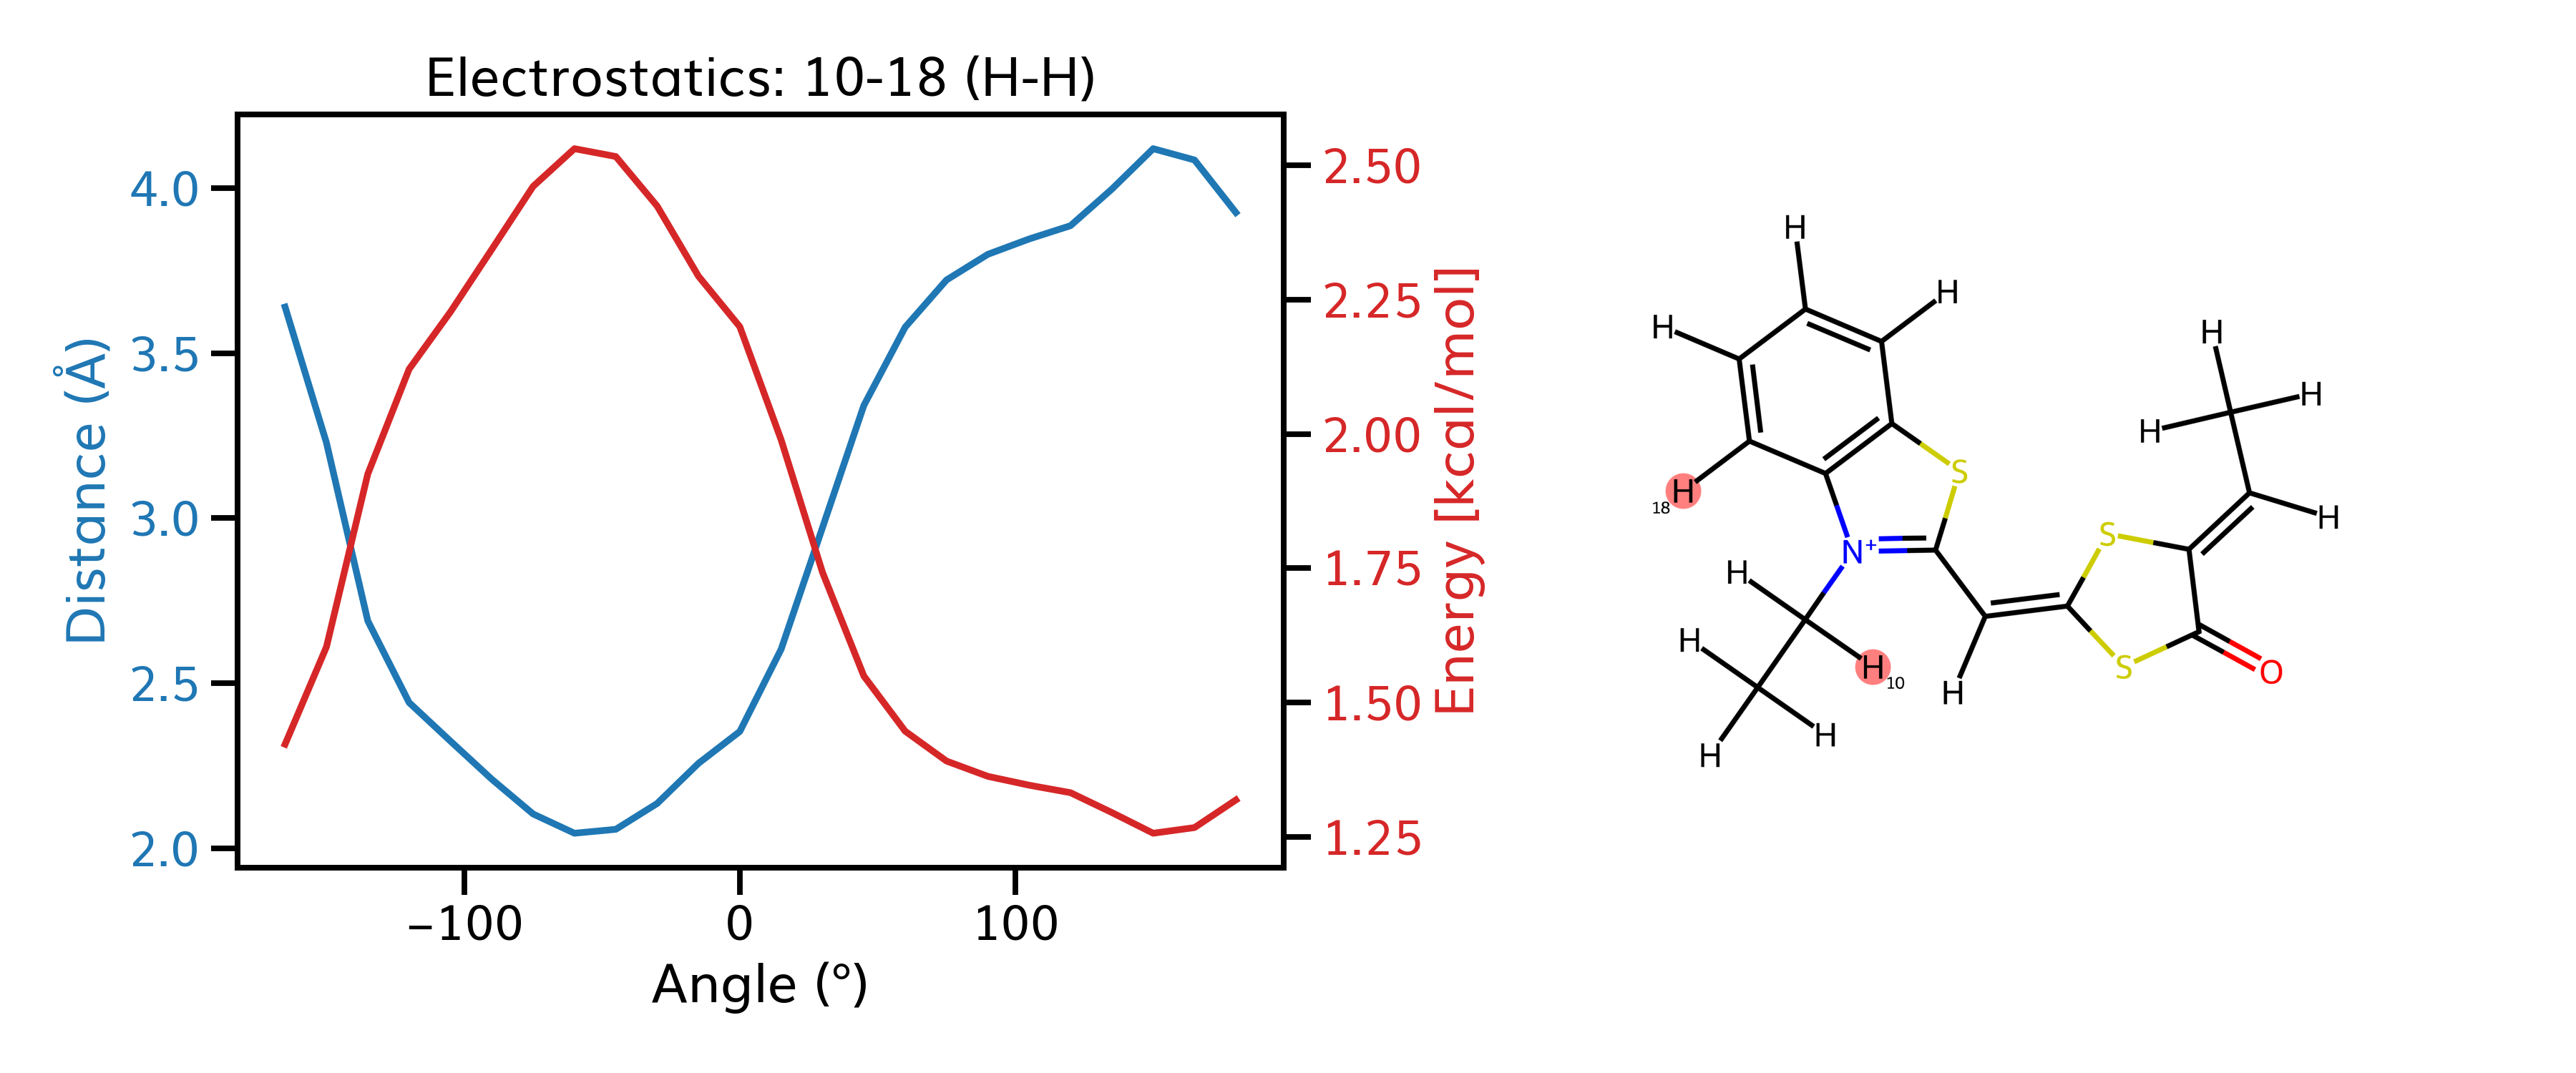 Electrostatics: 10-18 (H-H)
Distance (Å)
4.0
3.5
3.0
2.5
2.0
2.50
2.25
2.00
1.75
1.50
1.25
Energy [kcal/mol]
−100 0 100
Angle (°)
H
H
H
H
H
H
S
H
18
H
S
N⁺
H
H
H
10
S
O
H
H
H